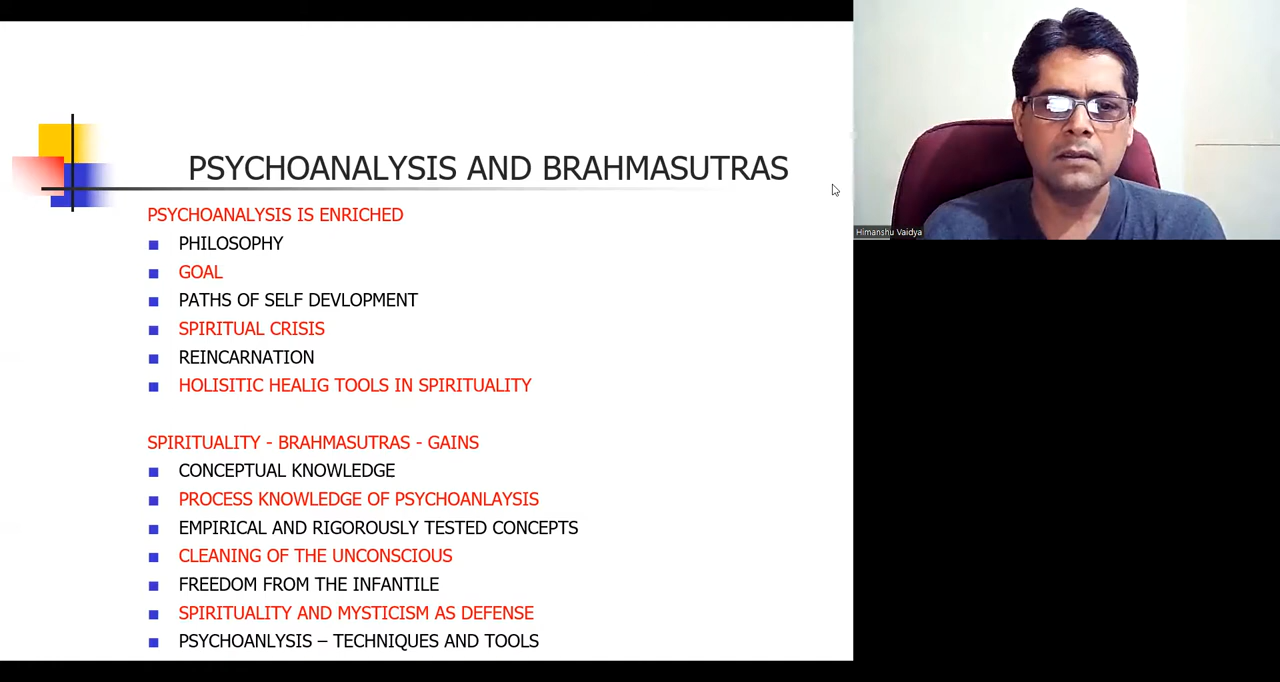 PSYCHOANALYSIS AND BRAHMASUTRAS
PSYCHOANALYSIS IS ENRICHED
PHILOSOPHY
GOAL
PATHS OF SELF DEVLOPMENT
SPIRITUAL CRISIS
REINCARNATION
HOLISITIC HEALIG TOOLS IN SPIRITUALITY
SPIRITUALITY - BRAHMASUTRAS - GAINS
CONCEPTUAL KNOWLEDGE
PROCESS KNOWLEDGE OF PSYCHOANLAYSIS
EMPIRICAL AND RIGOROUSLY TESTED CONCEPTS
CLEANING OF THE UNCONSCIOUS
FREEDOM FROM THE INFANTILE
SPIRITUALITY AND MYSTICISM AS DEFENSE
PSYCHOANLYSIS – TECHNIQUES AND TOOLS
Himanshu Vaidya